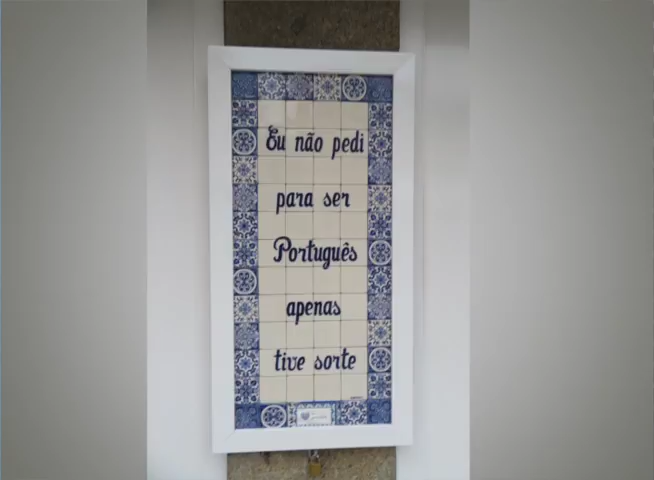 Eu não pedi
para ser
Português
apenas
tive sorte